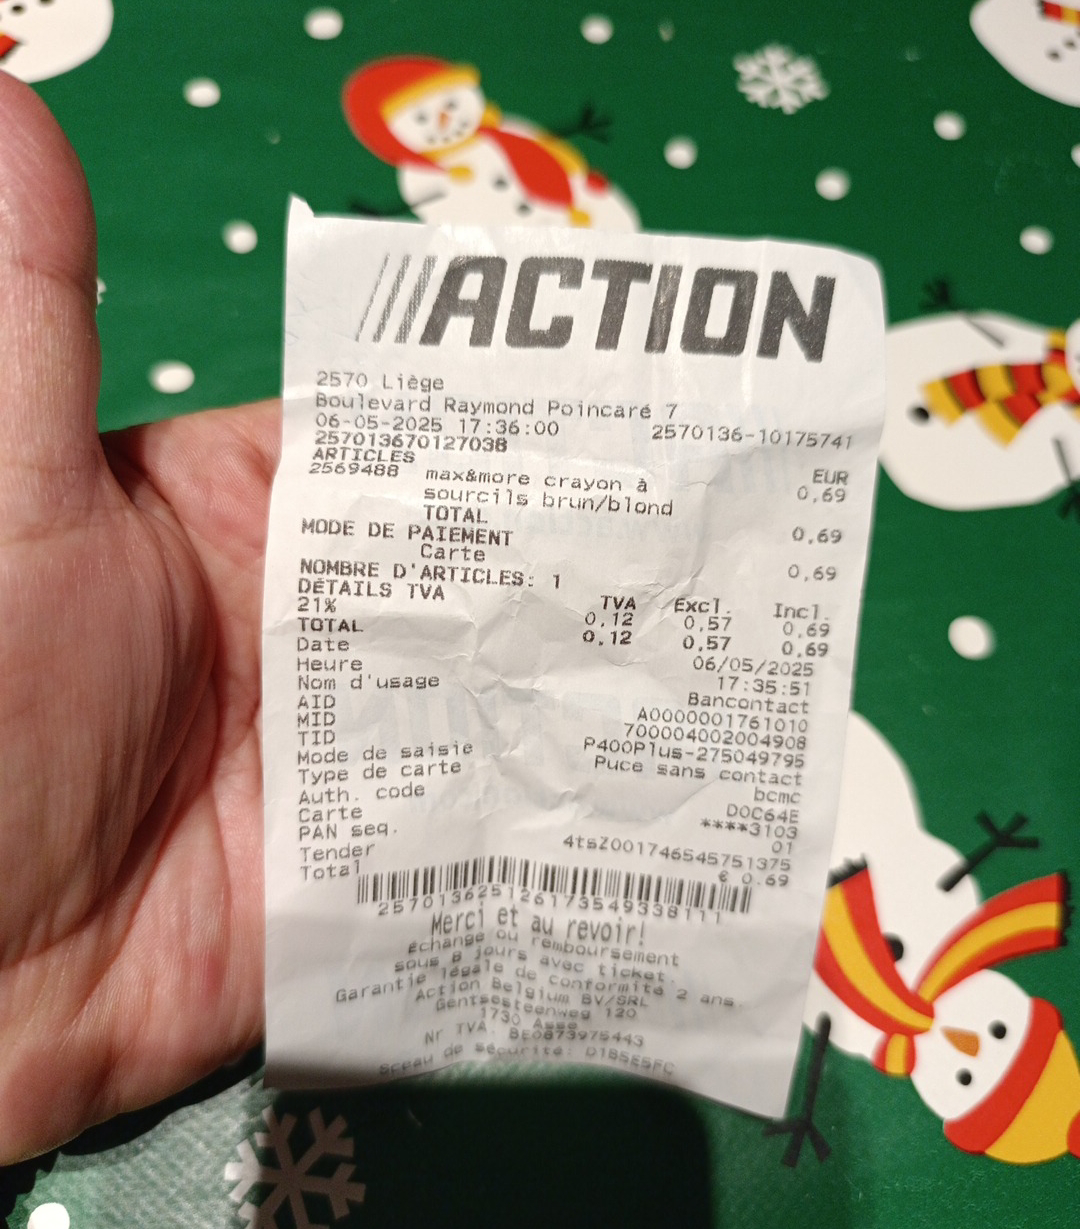 ACTION
2570 Liège
Boulevard Raymond Poincaré 7
06-05-2025 17:36:00 2570136-10175741
257013670127038
ARTICLES EUR
2569488 max&more crayon à 0,69
sourcils brun/blond
TOTAL 0,69
MODE DE PAIEMENT
Carte 0,69
NOMBRE D'ARTICLES: 1
DÉTAILS TVA TVA Excl. Incl.
21% 0,12 0,57 0,69
TOTAL 0,12 0,57 0,69
Date 06/05/2025
Heure 17:35:51
Nom d'usage Bancontact
AID A0000001761010
MID 700004002004908
TID P400Plus-275049795
Mode de saisie Puce sans contact
Type de carte bcmc
Auth. code D0C64E
Carte ****3103
PAN seq. 01
Tender 4tsZ001746545751375
Total € 0.69
257013625126173549338111
Merci et au revoir!
Échange ou remboursement
sous 8 jours avec ticket
Garantie légale de conformité 2 ans.
Action Belgium BV/SRL
Gentsesteenweg 120
1730 Asse
Nr TVA: BE0873975443
Sceau de sécurité: D185E5FC